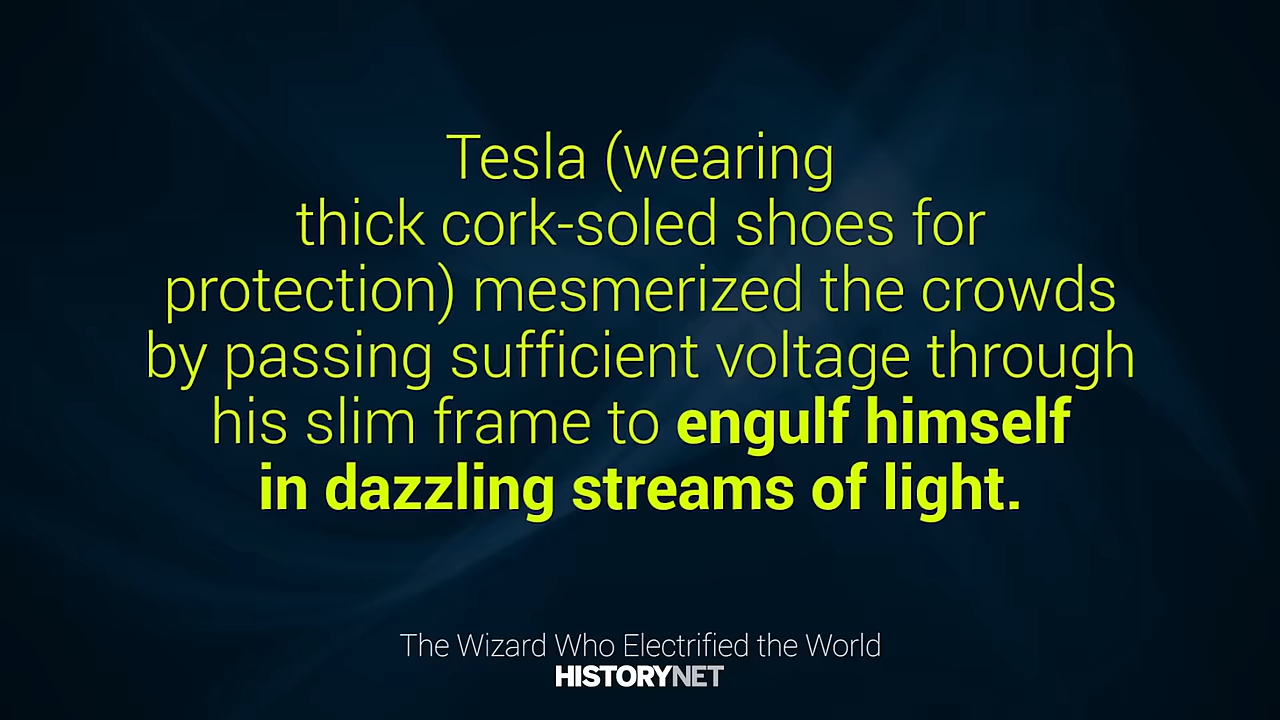 Tesla (wearing
thick cork-soled shoes for
protection) mesmerized the crowds
by passing sufficient voltage through
his slim frame to engulf himself
in dazzling streams of light.
The Wizard Who Electrified the World
HISTORYNET